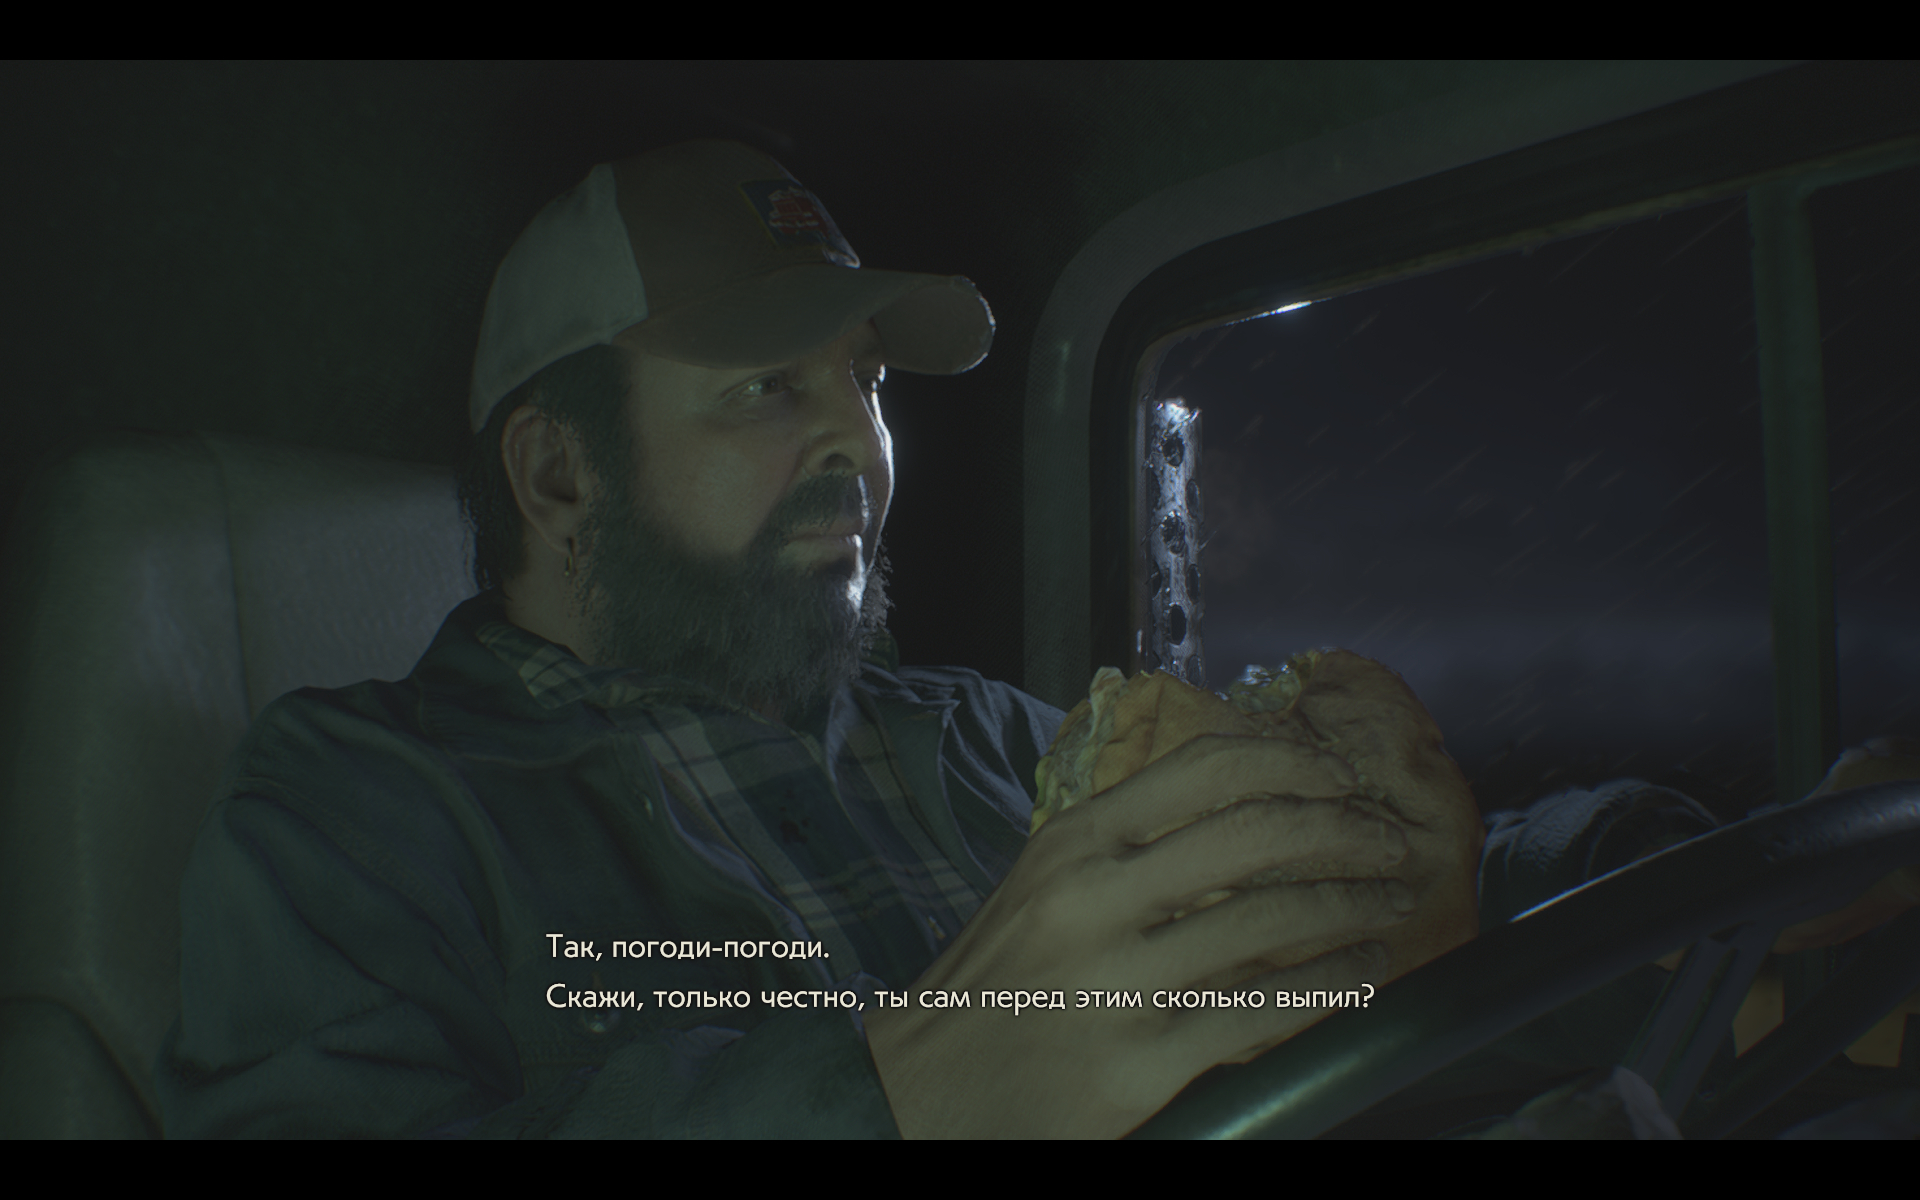 Так, погоди-погоди.
Скажи, только честно, ты сам перед этим сколько выпил?